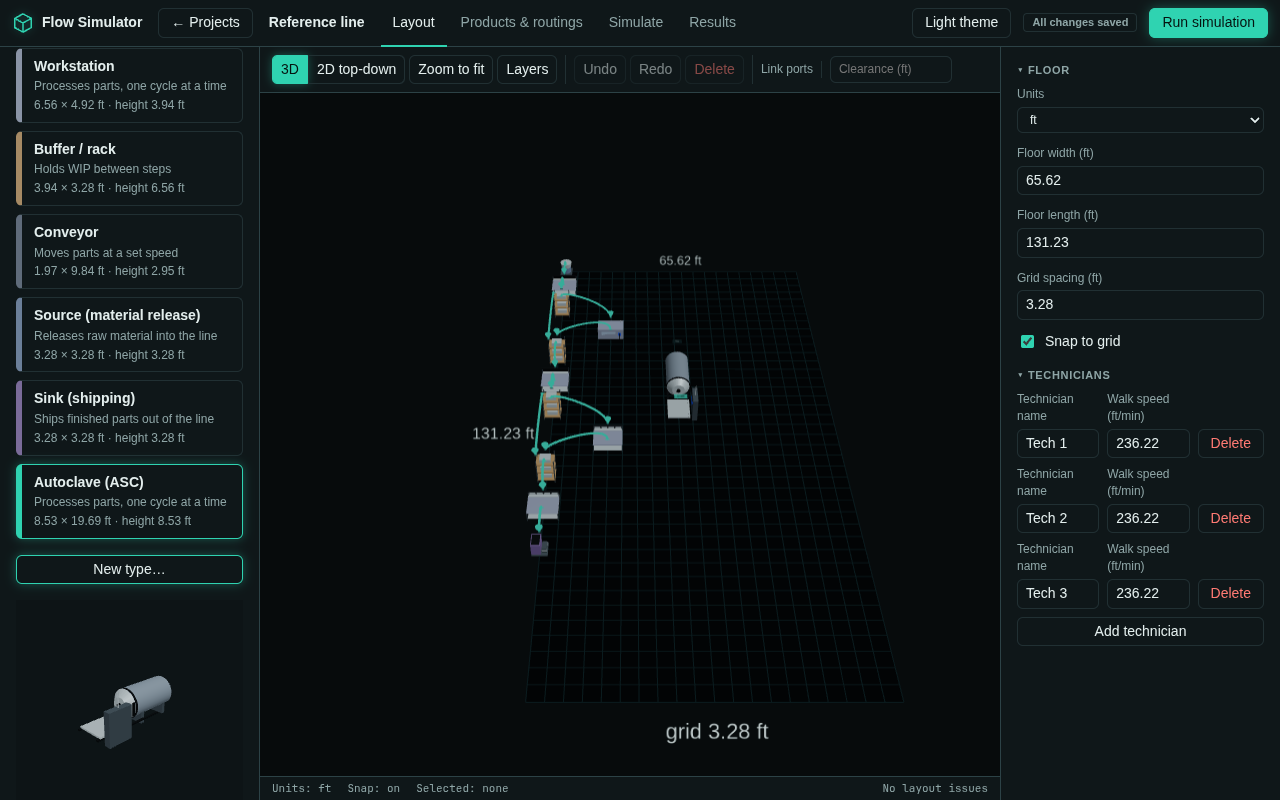 Flow Simulator
← Projects
Reference line
Layout
Products & routings
Simulate
Results
Light theme
All changes saved
Run simulation
Workstation
Processes parts, one cycle at a time
6.56 × 4.92 ft · height 3.94 ft
Buffer / rack
Holds WIP between steps
3.94 × 3.28 ft · height 6.56 ft
Conveyor
Moves parts at a set speed
1.97 × 9.84 ft · height 2.95 ft
Source (material release)
Releases raw material into the line
3.28 × 3.28 ft · height 3.28 ft
Sink (shipping)
Ships finished parts out of the line
3.28 × 3.28 ft · height 3.28 ft
Autoclave (ASC)
Processes parts, one cycle at a time
8.53 × 19.69 ft · height 8.53 ft
New type…
3D
2D top-down
Zoom to fit
Layers
Undo
Redo
Delete
Link ports
Clearance (ft)
65.62 ft
131.23 ft
grid 3.28 ft
Units: ft
Snap: on
Selected: none
No layout issues
▾ FLOOR
Units
ft
Floor width (ft)
65.62
Floor length (ft)
131.23
Grid spacing (ft)
3.28
Snap to grid
▾ TECHNICIANS
Technician name
Walk speed (ft/min)
Tech 1
236.22
Delete
Technician name
Walk speed (ft/min)
Tech 2
236.22
Delete
Technician name
Walk speed (ft/min)
Tech 3
236.22
Delete
Add technician